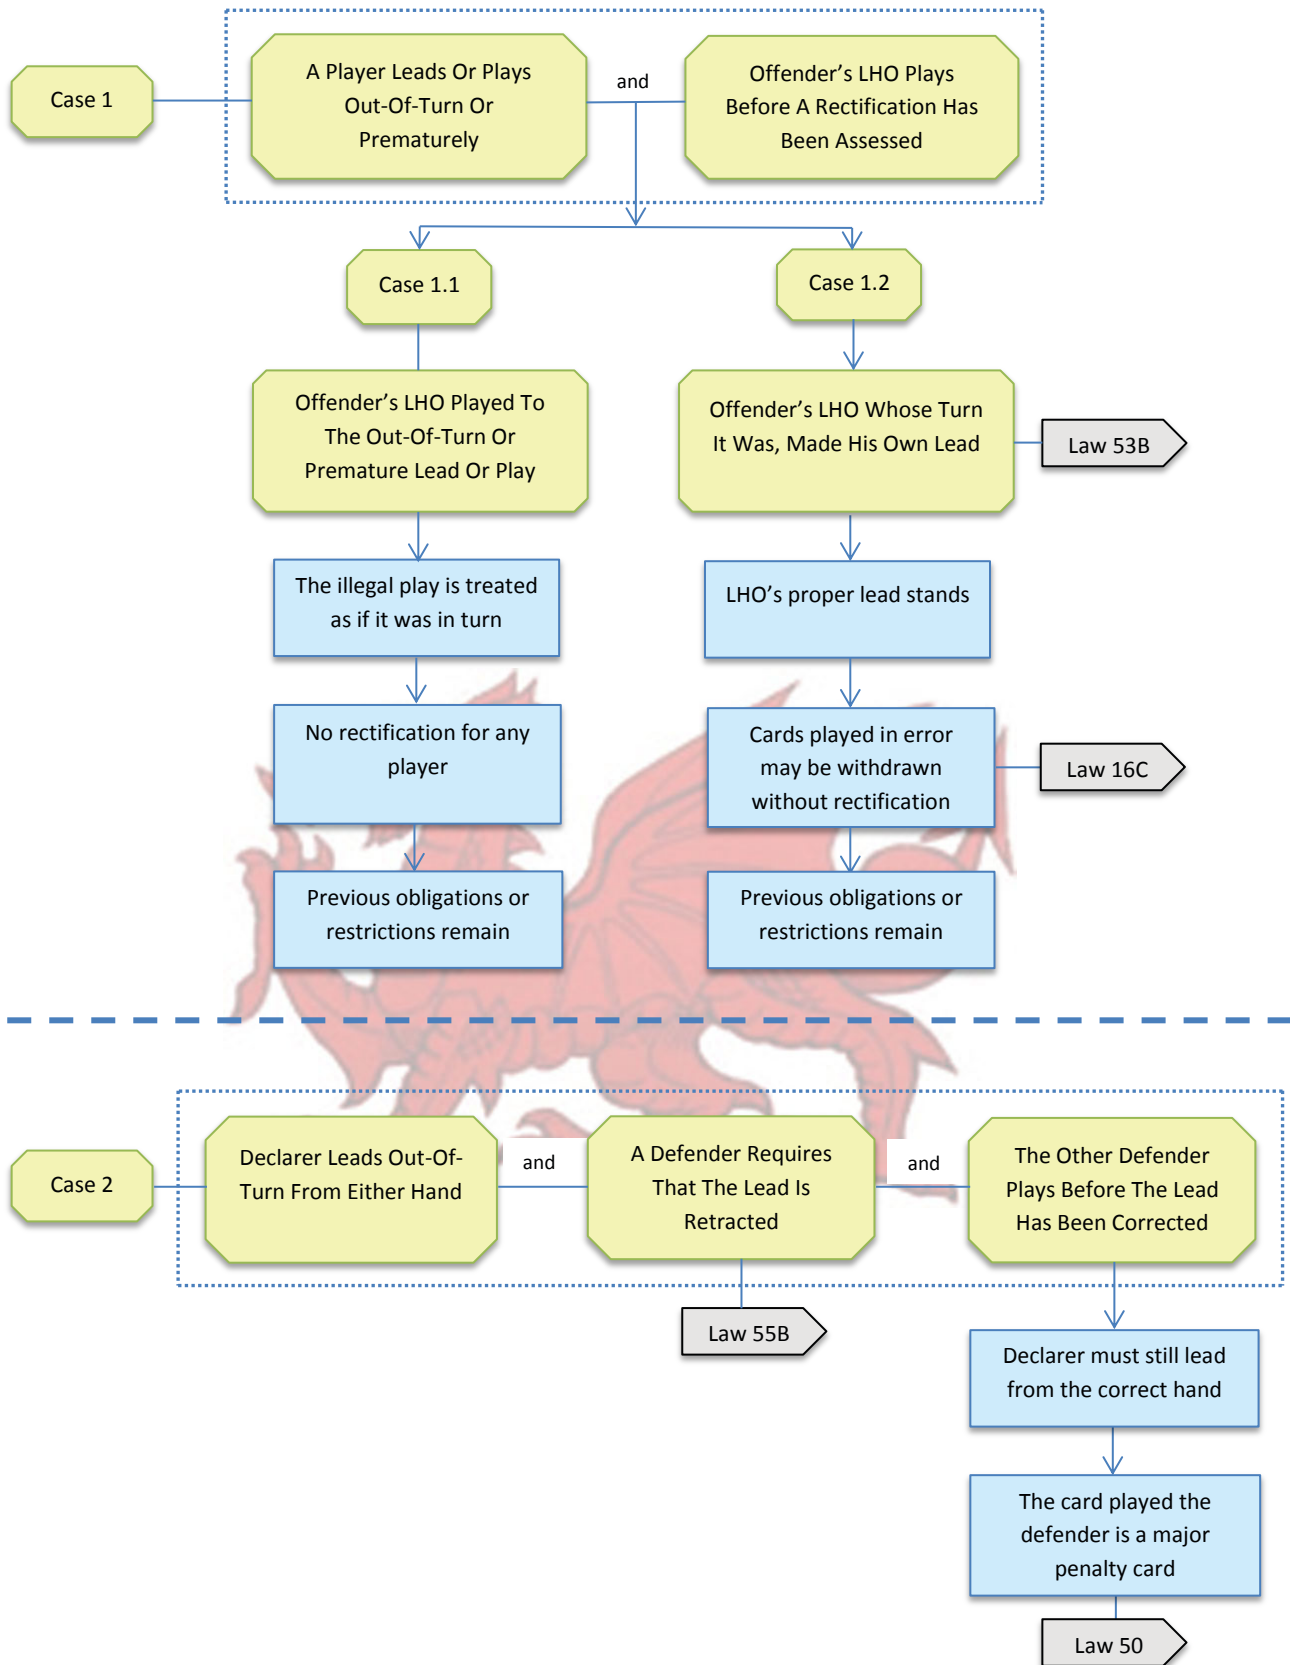 Case 1
A Player Leads Or Plays
Out-Of-Turn Or
Prematurely
and
Offender’s LHO Plays
Before A Rectification Has
Been Assessed
Case 1.1
Case 1.2
Offender’s LHO Played To
The Out-Of-Turn Or
Premature Lead Or Play
Offender’s LHO Whose Turn
It Was, Made His Own Lead
Law 53B
The illegal play is treated
as if it was in turn
LHO’s proper lead stands
No rectification for any
player
Cards played in error
may be withdrawn
without rectification
Law 16C
Previous obligations or
restrictions remain
Previous obligations or
restrictions remain
Case 2
Declarer Leads Out-Of-
Turn From Either Hand
and
A Defender Requires
That The Lead Is
Retracted
and
The Other Defender
Plays Before The Lead
Has Been Corrected
Law 55B
Declarer must still lead
from the correct hand
The card played the
defender is a major
penalty card
Law 50